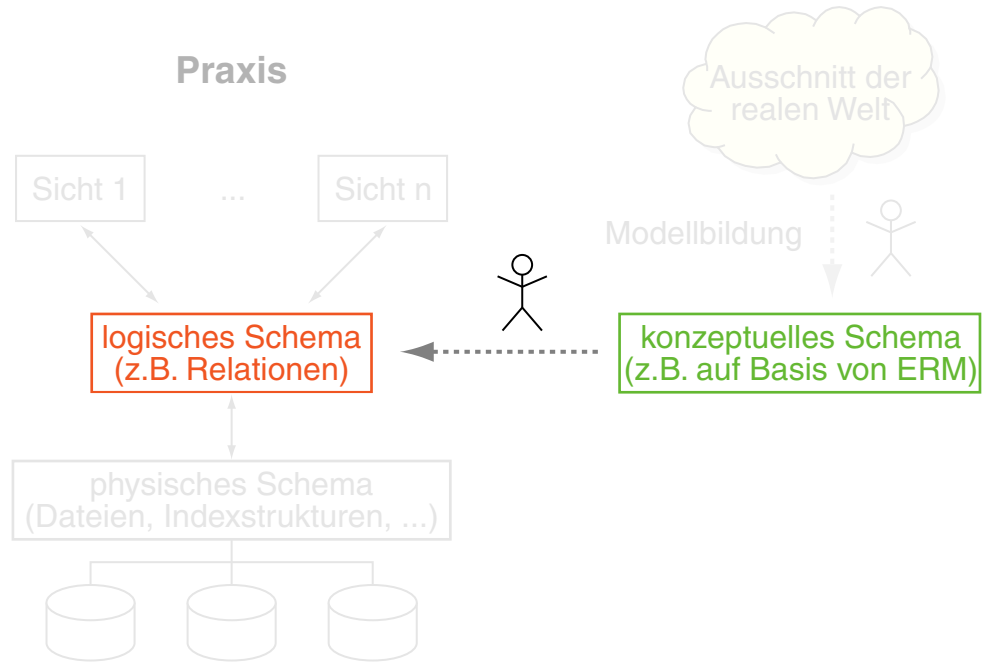 Praxis
Ausschnitt der
realen Welt
Sicht 1
...
Sicht n
Modellbildung
logisches Schema
(z.B. Relationen)
konzeptuelles Schema
(z.B. auf Basis von ERM)
physisches Schema
(Dateien, Indexstrukturen, ...)